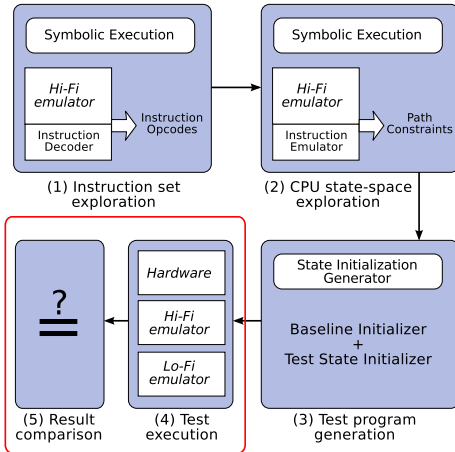 Symbolic Execution
Hi-Fi
emulator
Instruction
Decoder
Instruction
Opcodes
(1) Instruction set
exploration
Symbolic Execution
Hi-Fi
emulator
Instruction
Emulator
Path
Constraints
(2) CPU state-space
exploration
State Initialization
Generator
Baseline Initializer
+
Test State Initializer
(3) Test program
generation
Hardware
Hi-Fi
emulator
Lo-Fi
emulator
(4) Test
execution
?
=
(5) Result
comparison